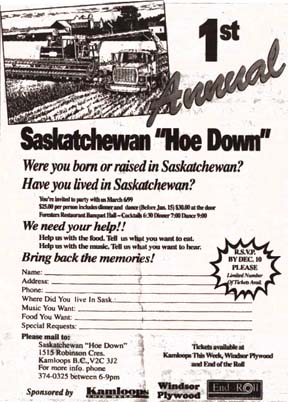 1st
Annual
Saskatchewan "Hoe Down"
Were you born or raised in Saskatchewan?
Have you lived in Saskatchewan?
You're invited to party with us March 6/99
$25.00 per person includes dinner and dance (Before Jan. 15) $30.00 at the door
Foresters Restaurant Banquet Hall - Cocktails 6:30 Dinner 7:00 Dance 9:00
We need your help!!
Help us with the food. Tell us what you want to eat.
Help us with the music. Tell us what you want to hear.
Bring back the memories!
R.S.V.P.
BY DEC. 10
PLEASE
Limited Number
Of Tickets Avail.
Name:
Address:
Phone:
Where Did You live In Sask.:
Music You Want:
Food You Want:
Special Requests:
Please mail to:
Saskatchewan "Hoe Down"
1515 Robinson Cres.
Kamloops B.C., V2C 3J2
For more info. phone
374-0325 between 6-9pm
Tickets available at
Kamloops This Week, Windsor Plywood
and End of the Roll
Sponsored by
Kamloops
Windsor
Plywood
End Roll